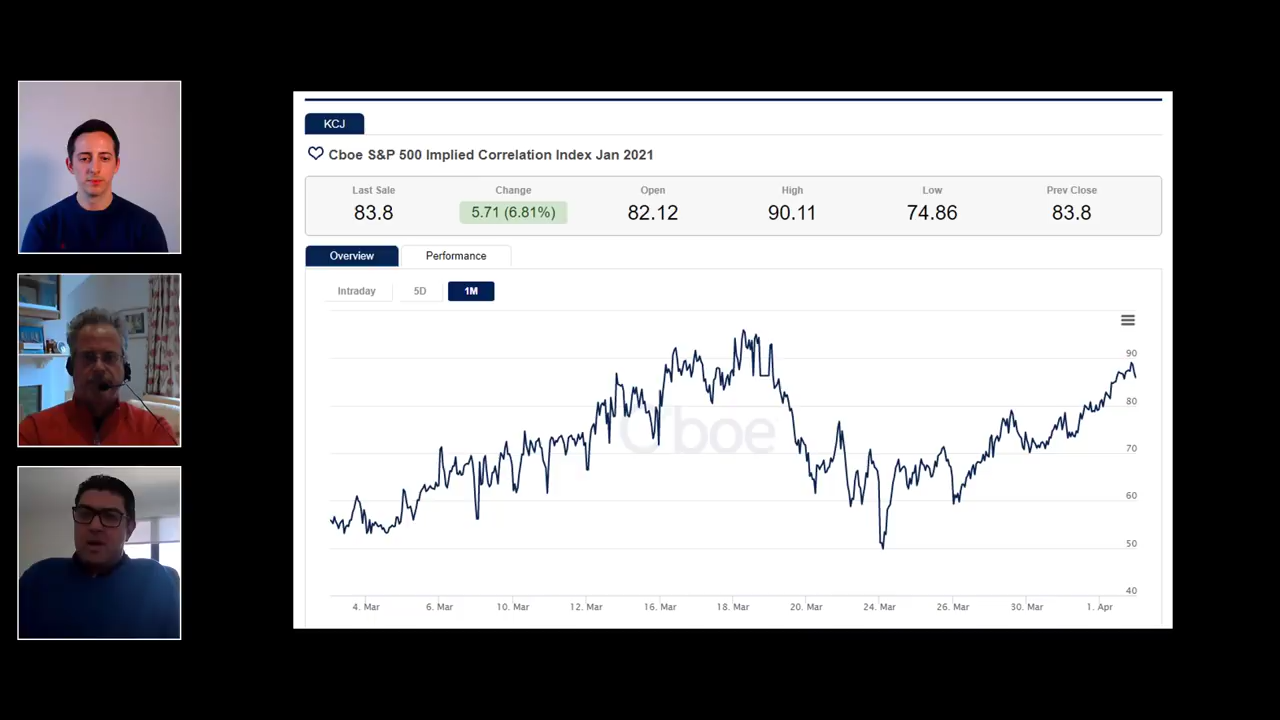 KCJ
Cboe S&P 500 Implied Correlation Index Jan 2021
Last Sale Change Open High Low Prev Close
83.8 5.71 (6.81%) 82.12 90.11 74.86 83.8
Overview Performance
Intraday 5D 1M
90
80
Cboe
70
60
50
40
4. Mar 6. Mar 10. Mar 12. Mar 16. Mar 18. Mar 20. Mar 24. Mar 26. Mar 30. Mar 1. Apr